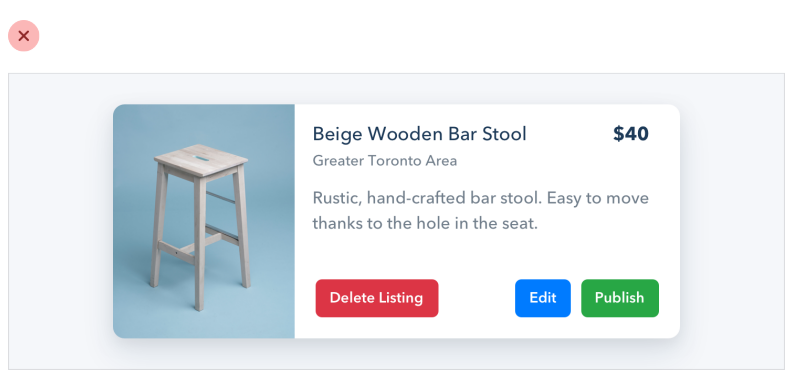 Beige Wooden Bar Stool
$40
Greater Toronto Area
Rustic, hand-crafted bar stool. Easy to move
thanks to the hole in the seat.
Delete Listing
Edit
Publish